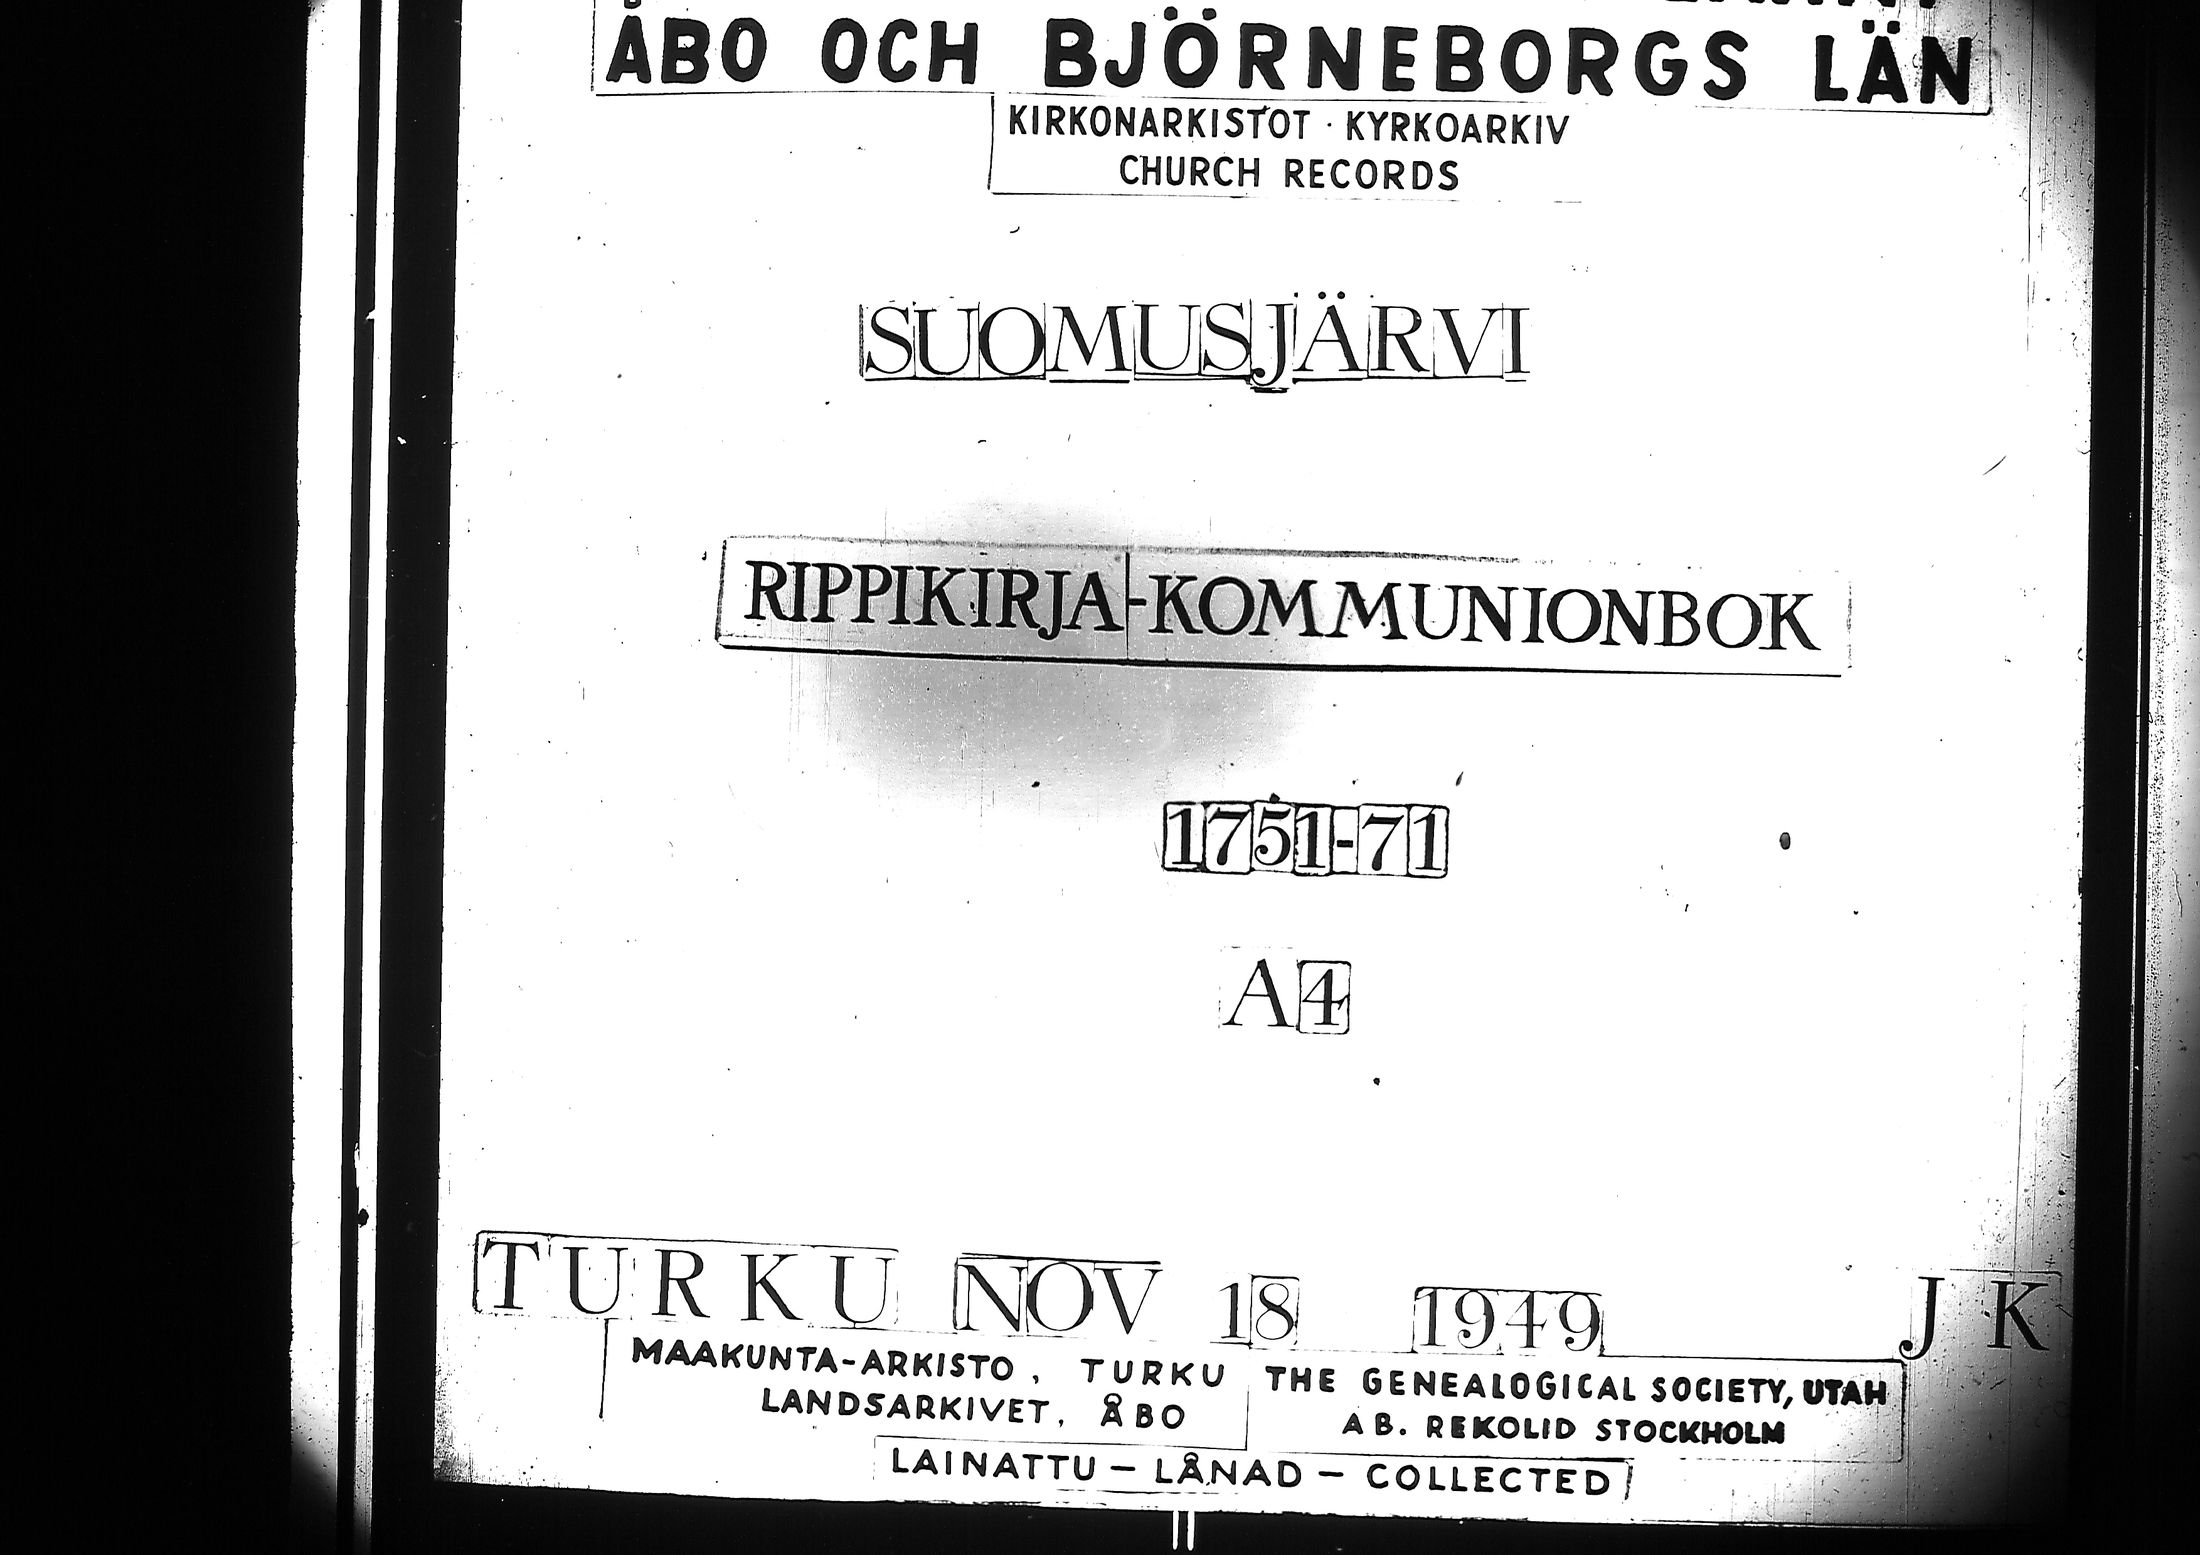 ÅBO OCH BJÖRNEBORGS LÄN
KIRKONARKISTOT · KYRKOARKIV
CHURCH RECORDS
SUOMUSJÄRVI
RIPPIKIRJA-KOMMUNIONBOK
1751-71
A4
TURKU NOV 18 1949 JK
MAAKUNTA-ARKISTO, TURKU
LANDSARKIVET, ÅBO
THE GENEALOGICAL SOCIETY, UTAH
AB. REKOLID STOCKHOLM
LAINATTU – LÅNAD – COLLECTED